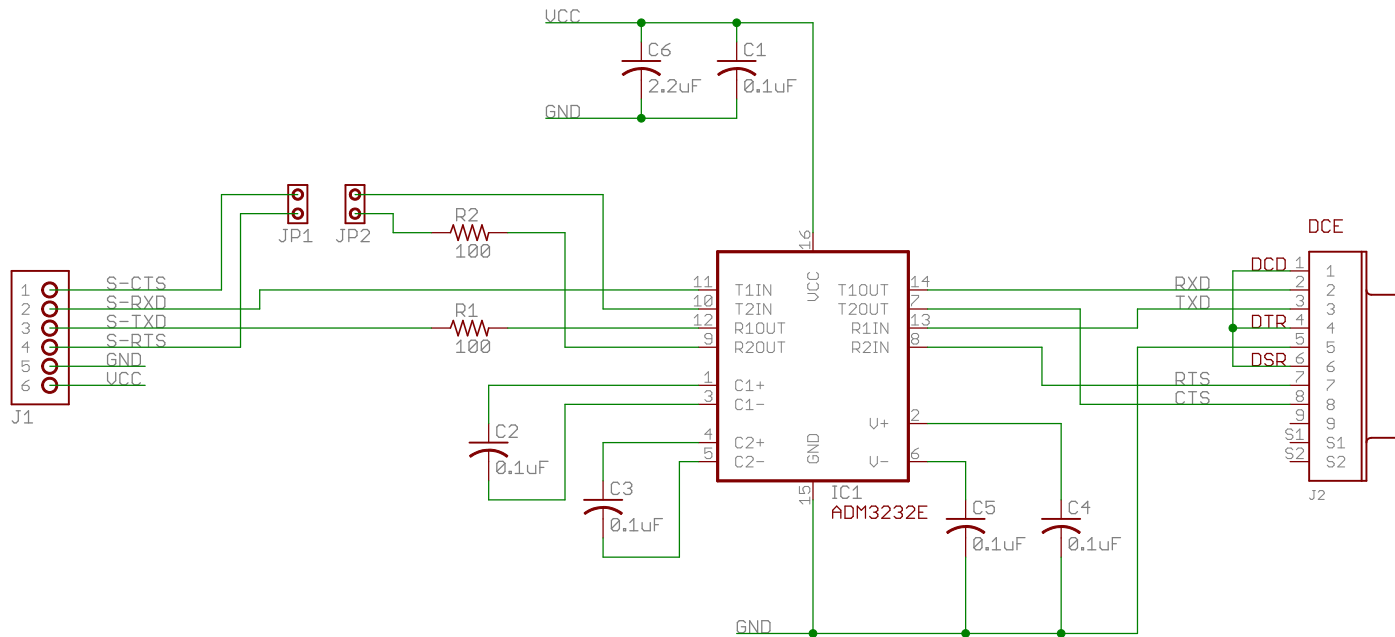 VCC
C6
C1
2.2uF
0.1uF
GND
JP1
JP2
R2
100
DCE
1
2
3
4
5
6
S-CTS
S-RXD
S-TXD
S-RTS
GND
VCC
J1
R1
100
16
VCC
11
T1IN
10
T2IN
12
R1OUT
9
R2OUT
1
C1+
3
C1-
4
C2+
5
C2-
GND
15
T1OUT
14
T2OUT
7
R1IN
13
R2IN
8
V+
2
V-
6
IC1
ADM3232E
C2
0.1uF
C3
0.1uF
C5
0.1uF
C4
0.1uF
GND
RXD
TXD
RTS
CTS
DCD
DTR
DSR
1
1
2
2
3
3
4
4
5
5
6
6
7
7
8
8
9
9
S1
S1
S2
S2
J2